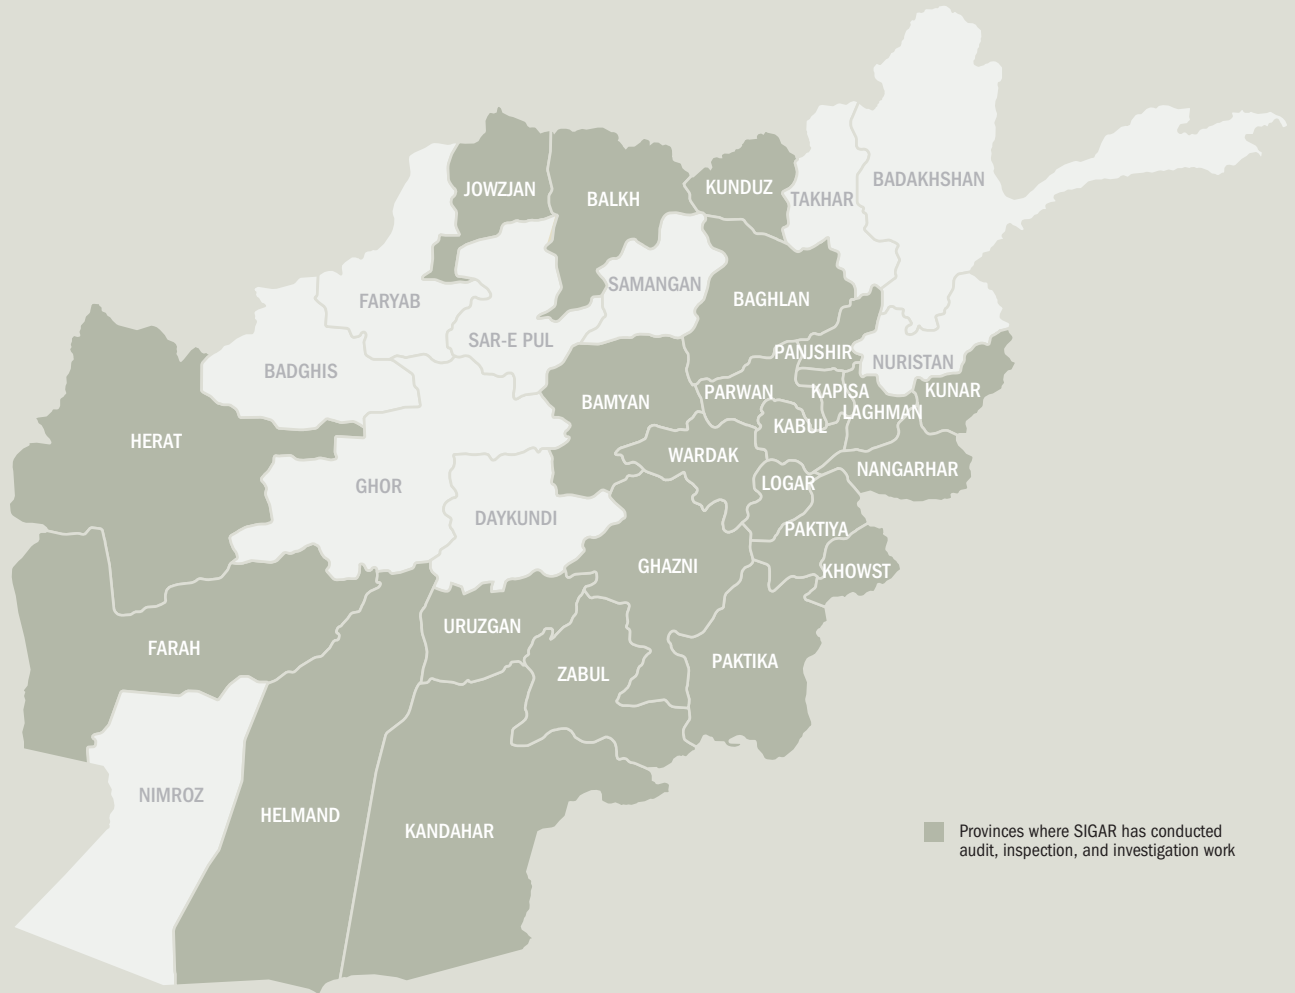 BADAKHSHAN
JOWZJAN
KUNDUZ
BALKH
TAKHAR
SAMANGAN
FARYAB
BAGHLAN
SAR-E PUL
PANJSHIR
NURISTAN
BADGHIS
KAPISA
KUNAR
PARWAN
BAMYAN
LAGHMAN
KABUL
HERAT
WARDAK
NANGARHAR
LOGAR
GHOR
DAYKUNDI
PAKTIYA
GHAZNI
KHOWST
URUZGAN
FARAH
PAKTIKA
ZABUL
NIMROZ
HELMAND
KANDAHAR
Provinces where SIGAR has conducted
audit, inspection, and investigation work